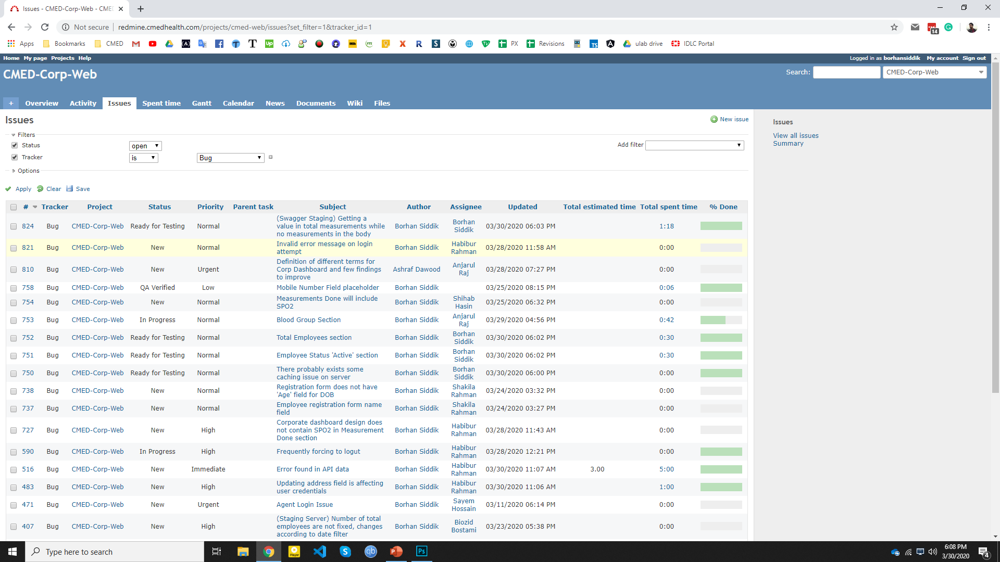 Issues - CMED-Corp-Web - CME
Not secure redmine.cmedhealth.com/projects/cmed-web/issues?set_filter=1&tracker_id=1
14
Apps Bookmarks CMED PX Revisions ulab drive IDLC Portal
Home My page Projects Help Logged in as borhansiddik My account Sign out
CMED-Corp-Web Search: CMED-Corp-Web
+ Overview Activity Issues Spent time Gantt Calendar News Documents Wiki Files
Issues New issue
Issues
View all issues
Summary
Filters
Status open Add filter
Tracker is Bug
Options
Apply Clear Save
# Tracker Project Status Priority Parent task Subject Author Assignee Updated Total estimated time Total spent time % Done
824 Bug CMED-Corp-Web Ready for Testing Normal (Swagger Staging) Getting a value in total measurements while no measurements in the body Borhan Siddik Borhan Siddik 03/30/2020 06:03 PM 1:18
821 Bug CMED-Corp-Web New Normal Invalid error message on login attempt Borhan Siddik Habibur Rahman 03/28/2020 11:58 AM 0:00
810 Bug CMED-Corp-Web New Urgent Definition of different terms for Corp Dashboard and few findings to improve Ashraf Dawood Anjarul Raj 03/28/2020 07:27 PM 0:00
758 Bug CMED-Corp-Web QA Verified Low Mobile Number Field placeholder Borhan Siddik 03/25/2020 08:15 PM 0:06
754 Bug CMED-Corp-Web New Normal Measurements Done will include SPO2 Borhan Siddik Shihab Hasin 03/25/2020 06:32 PM 0:00
753 Bug CMED-Corp-Web In Progress Normal Blood Group Section Borhan Siddik Anjarul Raj 03/29/2020 04:56 PM 0:42
752 Bug CMED-Corp-Web Ready for Testing Normal Total Employees section Borhan Siddik Borhan Siddik 03/30/2020 06:02 PM 0:30
751 Bug CMED-Corp-Web Ready for Testing Normal Employee Status 'Active' section Borhan Siddik Borhan Siddik 03/30/2020 06:02 PM 0:30
750 Bug CMED-Corp-Web Ready for Testing Normal There probably exists some caching issue on server Borhan Siddik Borhan Siddik 03/30/2020 06:00 PM 0:00
738 Bug CMED-Corp-Web New Normal Registration form does not have 'Age' field for DOB Borhan Siddik Shakila Rahman 03/24/2020 03:32 PM 0:00
737 Bug CMED-Corp-Web New Normal Employee registration form name field Borhan Siddik Shakila Rahman 03/24/2020 03:27 PM 0:00
727 Bug CMED-Corp-Web New High Corporate dashboard design does not contain SPO2 in Measurement Done section Borhan Siddik Habibur Rahman 03/28/2020 11:43 AM 0:00
590 Bug CMED-Corp-Web In Progress High Frequently forcing to logut Borhan Siddik Habibur Rahman 03/28/2020 12:21 PM 0:00
516 Bug CMED-Corp-Web New Immediate Error found in API data Borhan Siddik Habibur Rahman 03/30/2020 11:07 AM 3.00 5:00
483 Bug CMED-Corp-Web New High Updating address field is affecting user credentials Borhan Siddik Habibur Rahman 03/30/2020 11:06 AM 1:00
471 Bug CMED-Corp-Web New Urgent Agent Login Issue Borhan Siddik Sayem Hossain 03/11/2020 06:14 PM 0:00
407 Bug CMED-Corp-Web New High (Staging Server) Number of total employees are not fixed, changes according to date filter Borhan Siddik Biozid Bostami 03/23/2020 05:38 PM 0:00
Type here to search
6:08 PM
3/30/2020
4